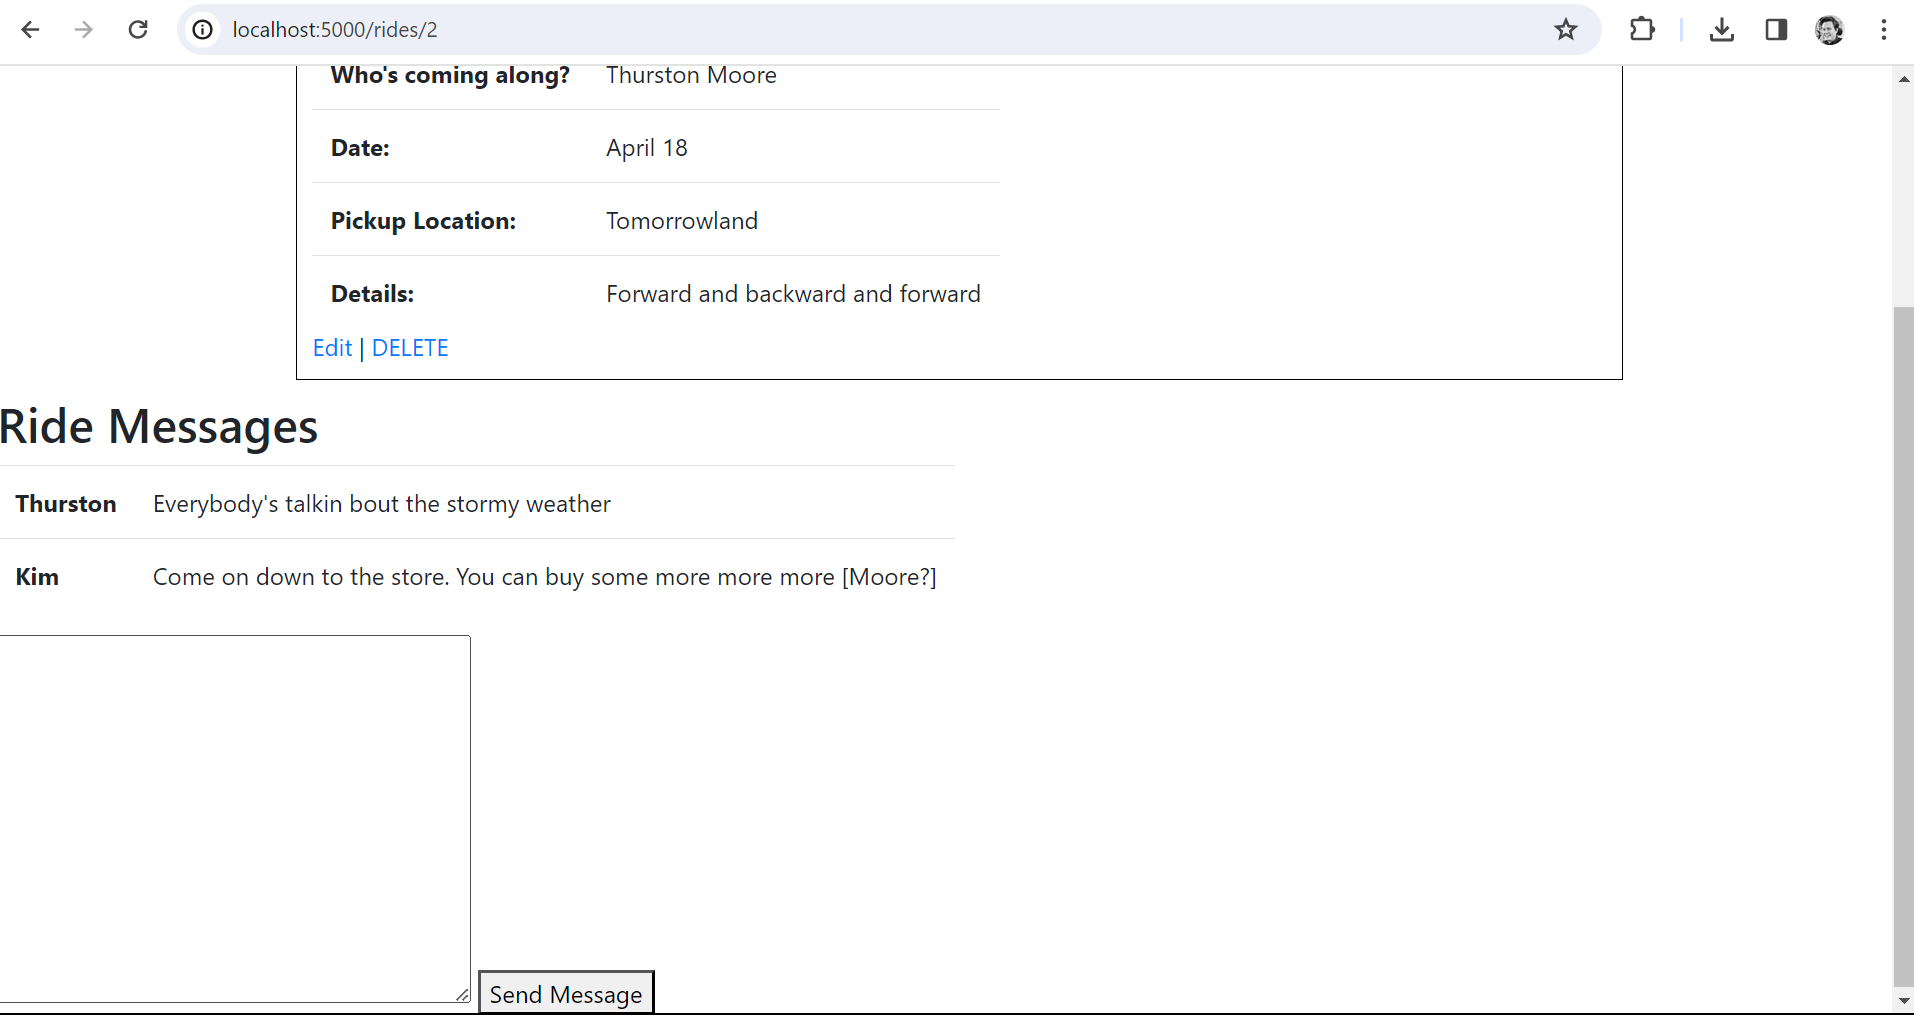 localhost:5000/rides/2
Who's coming along? Thurston Moore
Date: April 18
Pickup Location: Tomorrowland
Details: Forward and backward and forward
Edit | DELETE
Ride Messages
Thurston Everybody's talkin bout the stormy weather
Kim Come on down to the store. You can buy some more more more [Moore?]
Send Message